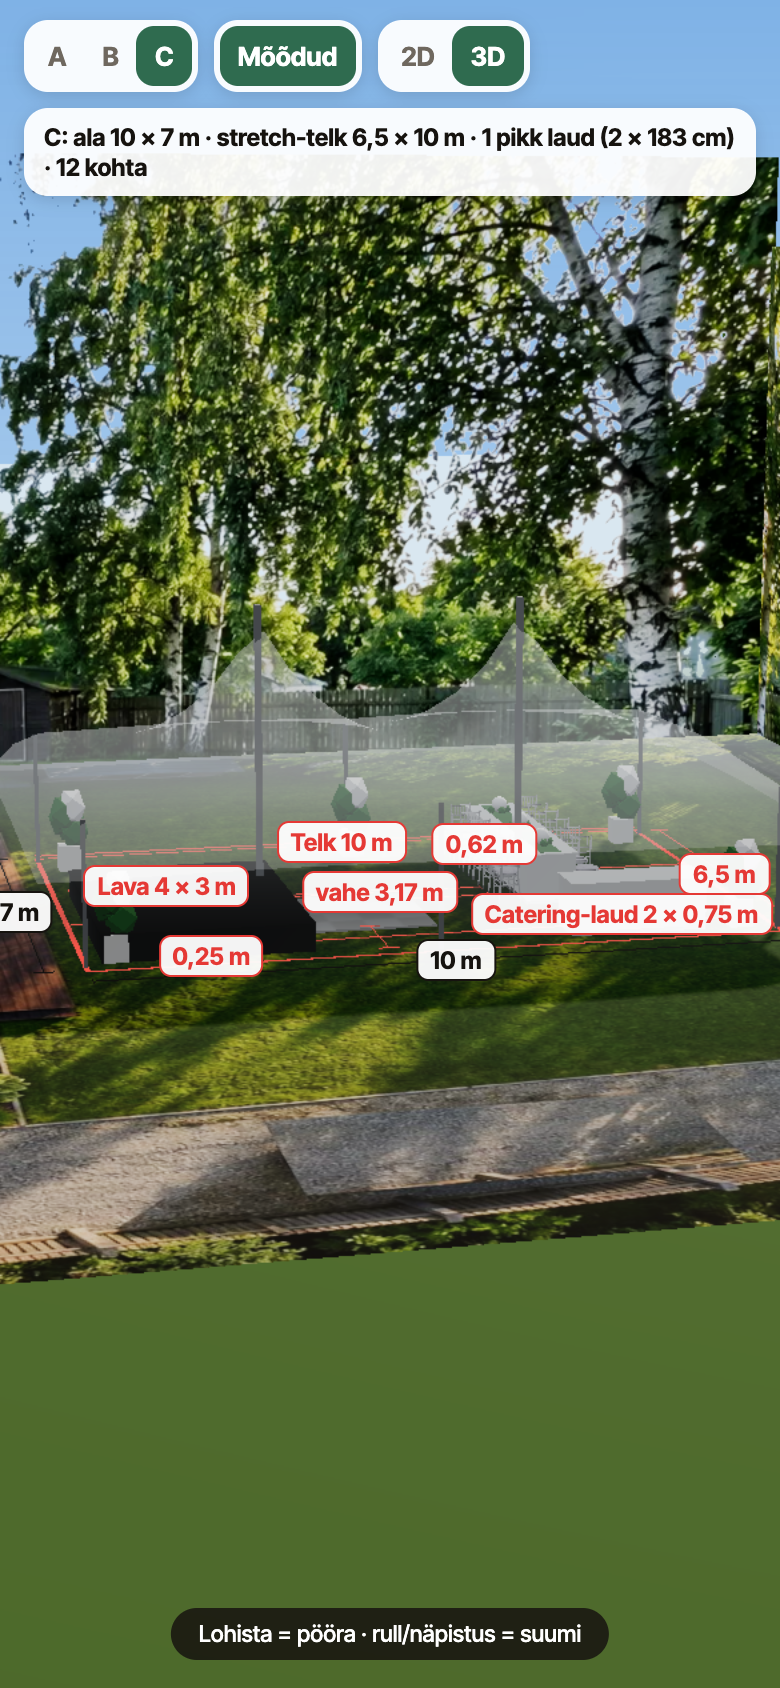 A B C Mõõdud 2D 3D
C: ala 10 × 7 m · stretch-telk 6,5 × 10 m · 1 pikk laud (2 × 183 cm)
· 12 kohta
Telk 10 m
0,62 m
6,5 m
Lava 4 × 3 m
vahe 3,17 m
7 m
Catering-laud 2 × 0,75 m
0,25 m
10 m
Lohista = pööra · rull/näpistus = suumi